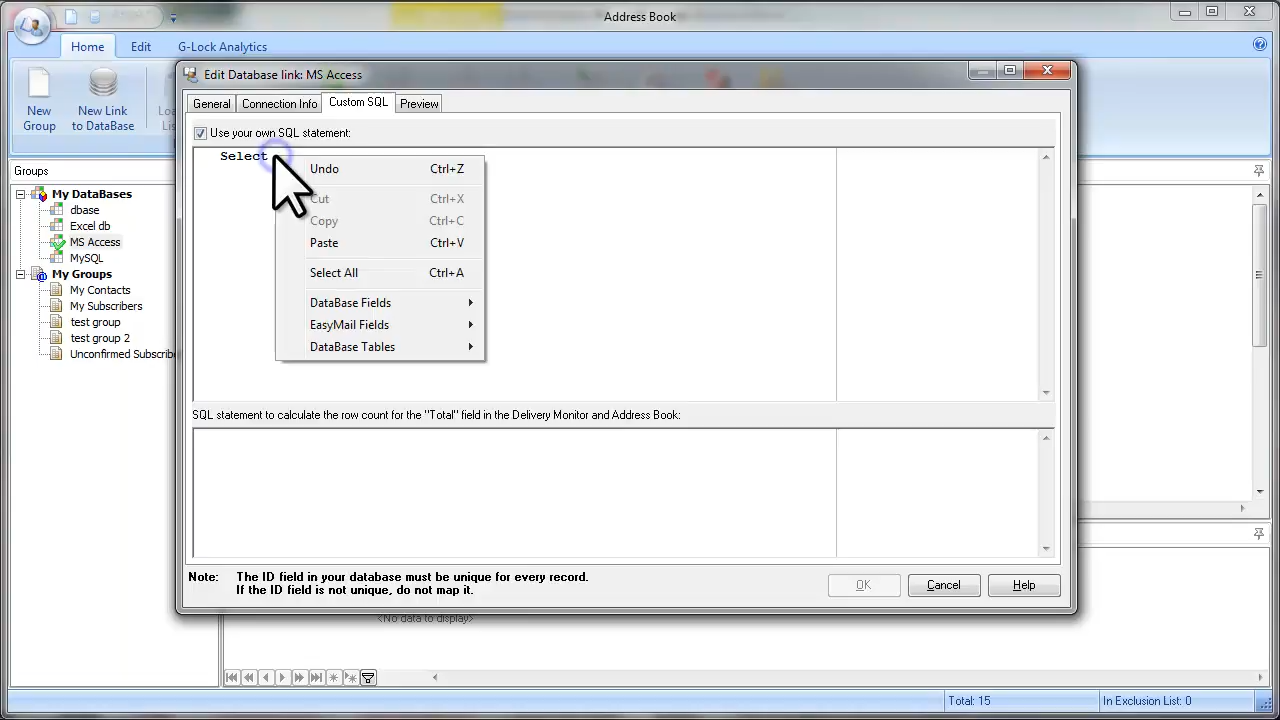 Address Book
Home Edit G-Lock Analytics
New Group
New Link to DataBase
Groups
My DataBases
dbase
Excel db
MS Access
MySQL
My Groups
My Contacts
My Subscribers
test group
test group 2
Unconfirmed Subscribe
Edit Database link: MS Access
General Connection Info Custom SQL Preview
Use your own SQL statement:
Select
Undo Ctrl+Z
Cut Ctrl+X
Copy Ctrl+C
Paste Ctrl+V
Select All Ctrl+A
DataBase Fields
EasyMail Fields
DataBase Tables
SQL statement to calculate the row count for the "Total" field in the Delivery Monitor and Address Book:
Note: The ID field in your database must be unique for every record.
If the ID field is not unique, do not map it.
OK Cancel Help
<No data to display>
Total: 15 In Exclusion List: 0